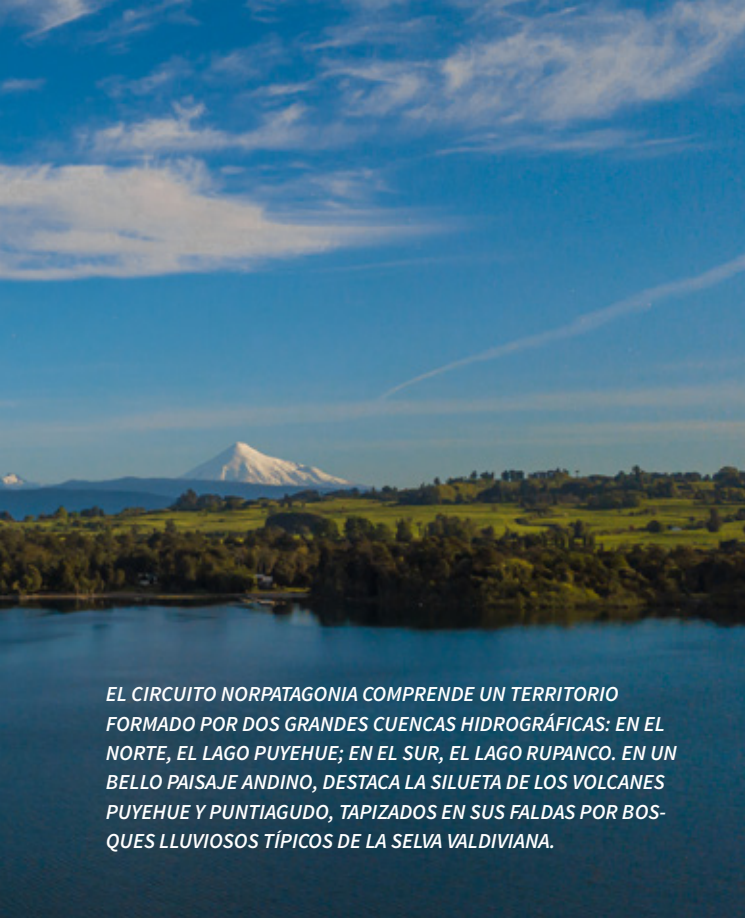 EL CIRCUITO NORPATAGONIA COMPRENDE UN TERRITORIO
FORMADO POR DOS GRANDES CUENCAS HIDROGRÁFICAS: EN EL
NORTE, EL LAGO PUYEHUE; EN EL SUR, EL LAGO RUPANCO. EN UN
BELLO PAISAJE ANDINO, DESTACA LA SILUETA DE LOS VOLCANES
PUYEHUE Y PUNTIAGUDO, TAPIZADOS EN SUS FALDAS POR BOS-
QUES LLUVIOSOS TÍPICOS DE LA SELVA VALDIVIANA.